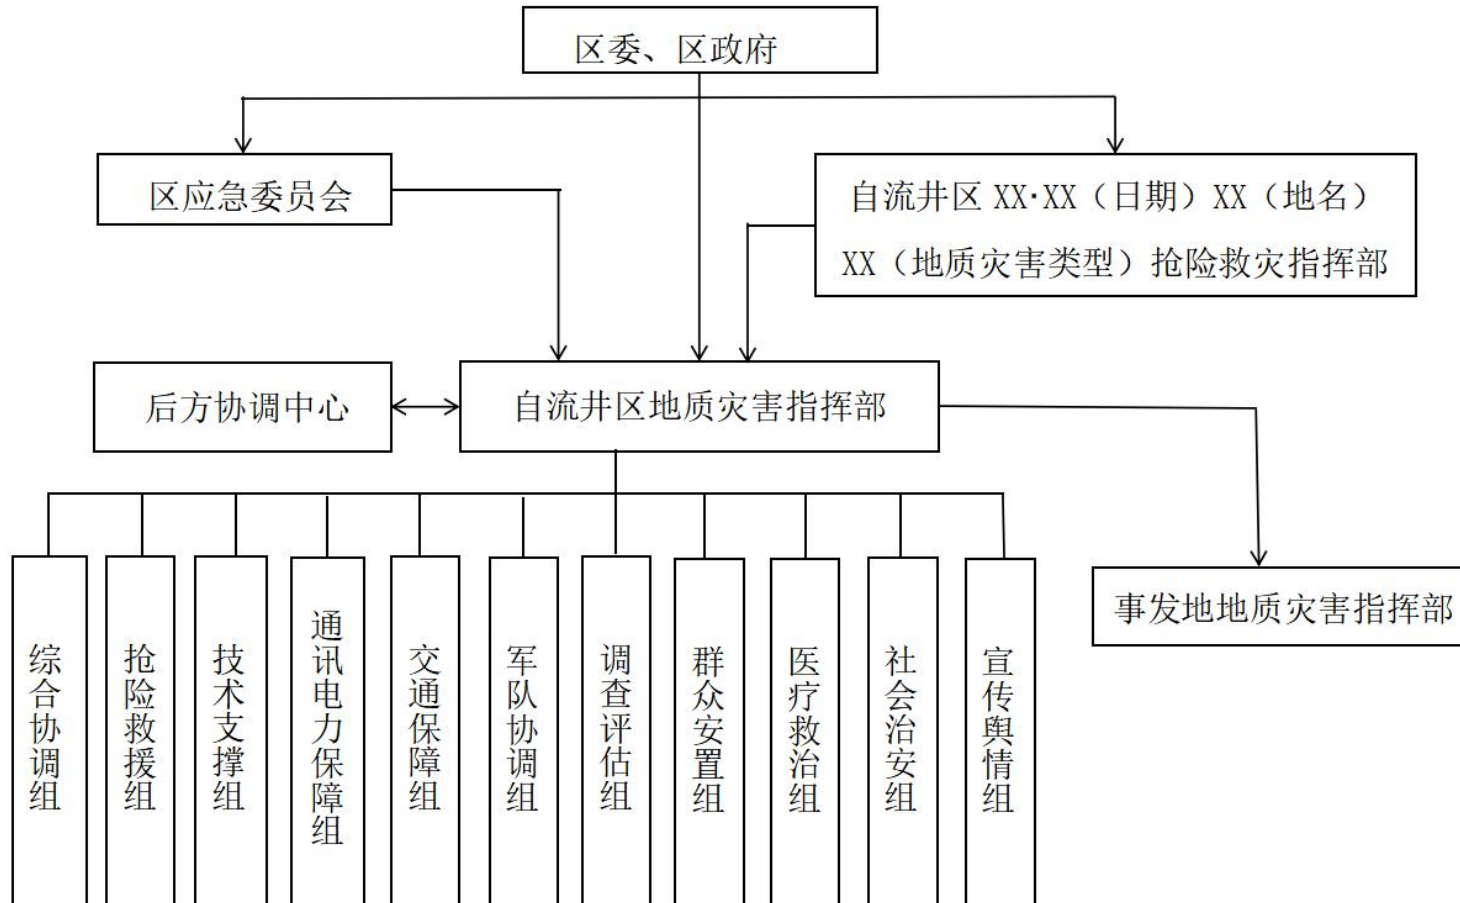 区委、区政府
区应急委员会
自流井区 XX·XX（日期）XX（地名）
XX（地质灾害类型）抢险救灾指挥部
后方协调中心
自流井区地质灾害指挥部
事发地地质灾害指挥部
综合协调组
抢险救援组
技术支撑组
通讯电力保障组
交通保障组
军队协调组
调查评估组
群众安置组
医疗救治组
社会治安组
宣传舆情组